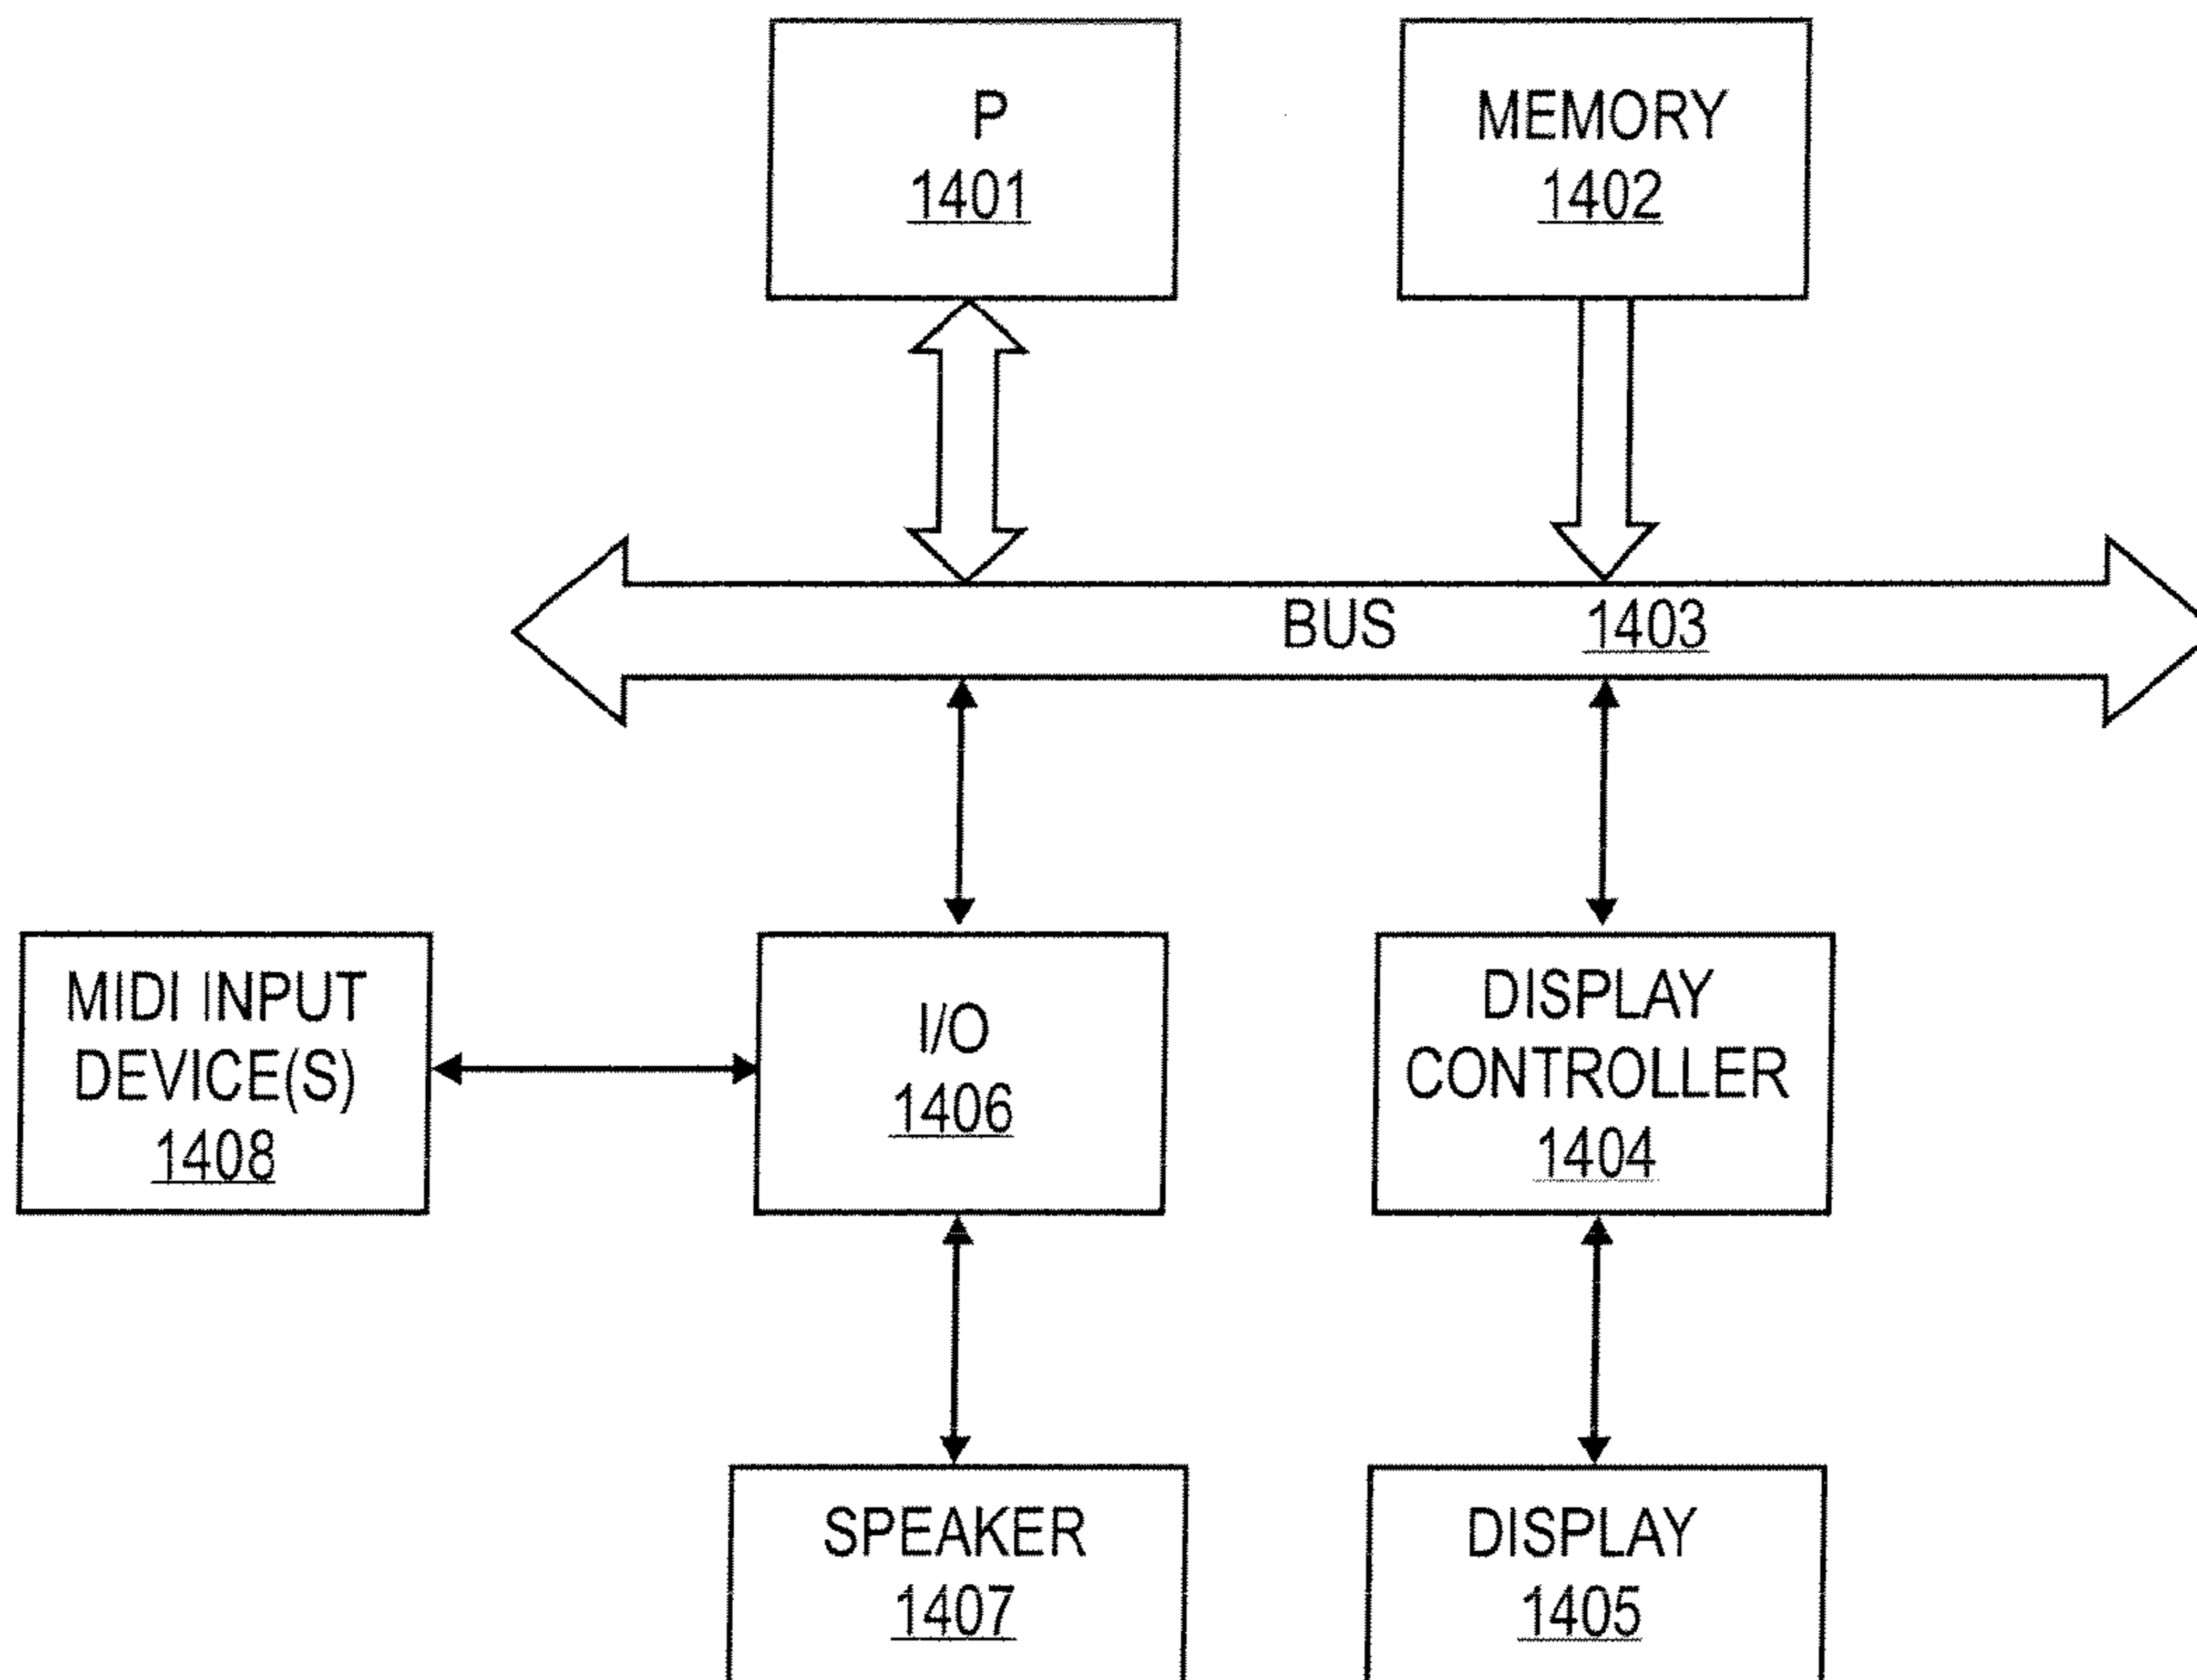 P
1401
MEMORY
1402
BUS 1403
MIDI INPUT
DEVICE(S)
1408
I/O
1406
DISPLAY
CONTROLLER
1404
SPEAKER
1407
DISPLAY
1405